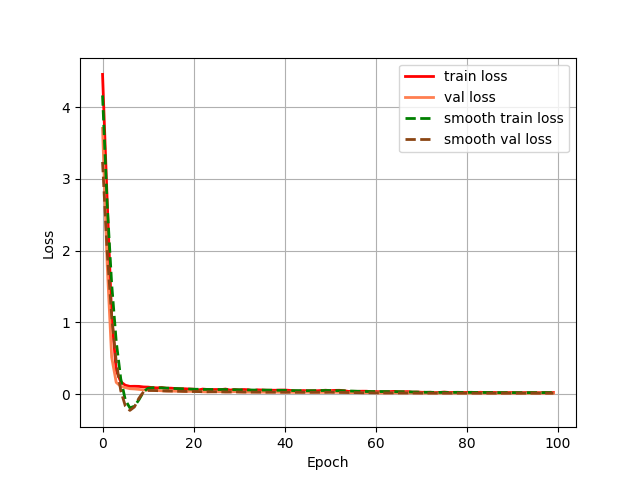 train loss
val loss
smooth train loss
smooth val loss
4
3
2
1
0
Loss
0 20 40 60 80 100
Epoch